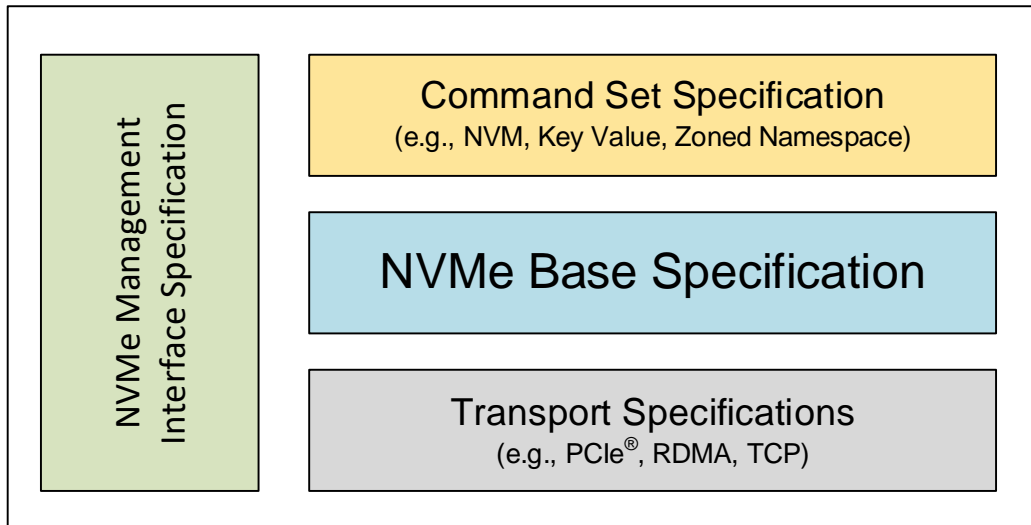 NVMe Management
Interface Specification
Command Set Specification
(e.g., NVM, Key Value, Zoned Namespace)
NVMe Base Specification
Transport Specifications
(e.g., PCIe®, RDMA, TCP)